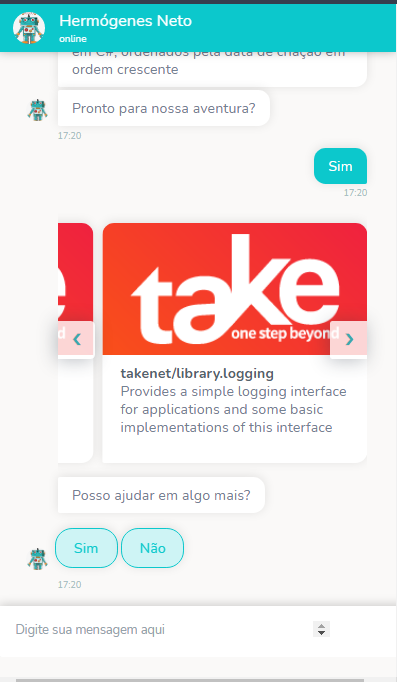 Hermógenes Neto
online
em C#, ordenados pela data de criação em
ordem crescente
Pronto para nossa aventura?
17:20
Sim
17:20
take
one step beyond
takenet/library.logging
Provides a simple logging interface
for applications and some basic
implementations of this interface
Posso ajudar em algo mais?
Sim
Não
17:20
Digite sua mensagem aqui